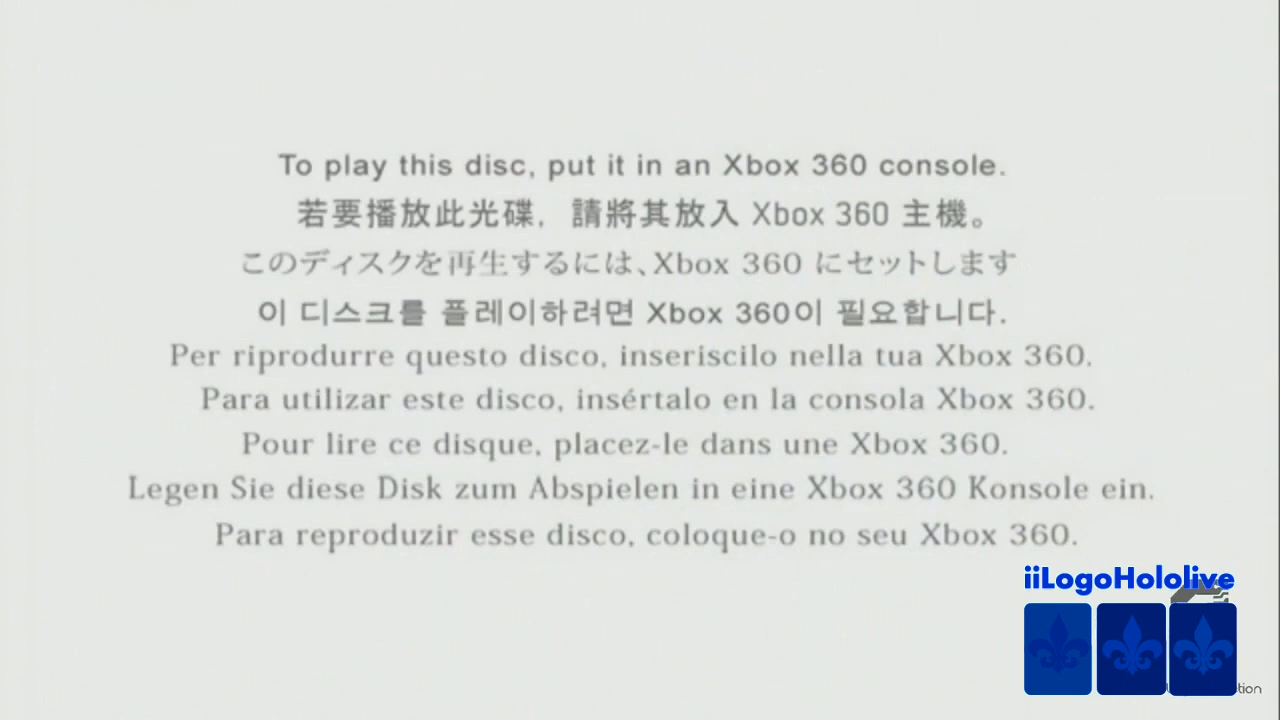 To play this disc, put it in an Xbox 360 console.
若要播放此光碟，請將其放入 Xbox 360 主機。
このディスクを再生するには、Xbox 360 にセットします
이 디스크를 플레이하려면 Xbox 360이 필요합니다.
Per riprodurre questo disco, inseriscilo nella tua Xbox 360.
Para utilizar este disco, insértalo en la consola Xbox 360.
Pour lire ce disque, placez-le dans une Xbox 360.
Legen Sie diese Disk zum Abspielen in eine Xbox 360 Konsole ein.
Para reproduzir esse disco, coloque-o no seu Xbox 360.
iiLogoHololive